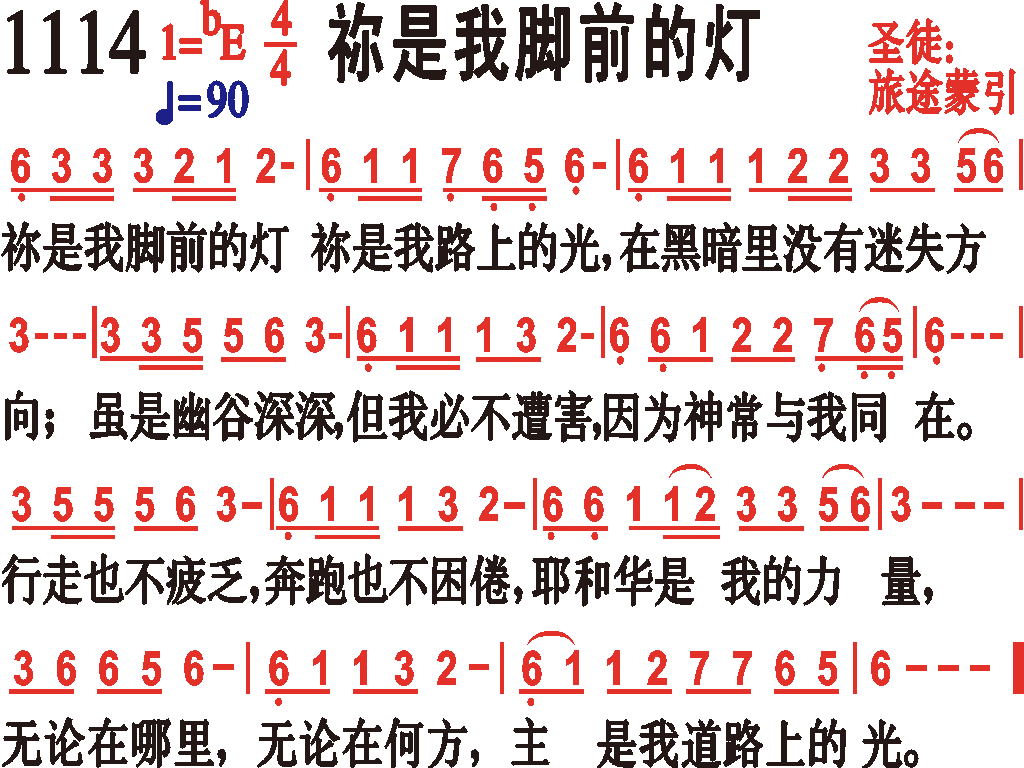 1114 1=bE 4/4 祢是我脚前的灯 圣徒:
♩=90 旅途蒙引
6 3 3 3 2 1 2-|6 1 1 7 6 5 6-|6 1 1 1 2 2 3 3 5 6|
祢是我脚前的灯 祢是我路上的光,在黑暗里没有迷失方
3---|3 3 5 5 6 3-|6 1 1 1 3 2-|6 6 1 2 2 7 6 5|6---|
向; 虽是幽谷深深,但我必不遭害,因为神常与我同 在。
3 5 5 5 6 3-|6 1 1 1 3 2-|6 6 1 1 2 3 3 5 6|3---|
行走也不疲乏,奔跑也不困倦,耶和华是 我的力 量,
3 6 6 5 6-|6 1 1 3 2-|6 1 1 2 7 7 6 5|6---
无论在哪里, 无论在何方, 主 是我道路上的 光。